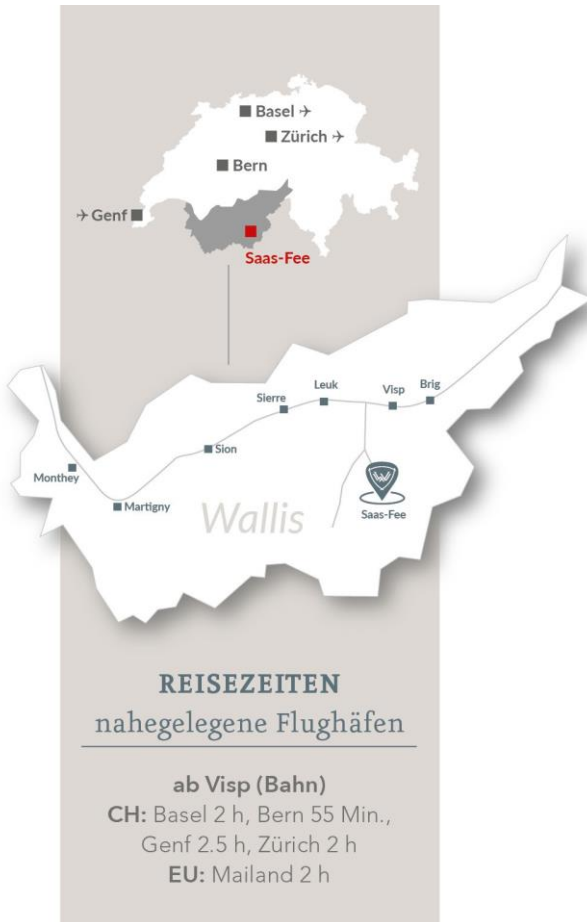 Basel
Zürich
Bern
Genf
Saas-Fee
Leuk
Sierre
Visp
Brig
Sion
Monthey
Martigny
Wallis
Saas-Fee
REISEZEITEN
nahegelegene Flughäfen
ab Visp (Bahn)
CH: Basel 2 h, Bern 55 Min.,
Genf 2.5 h, Zürich 2 h
EU: Mailand 2 h